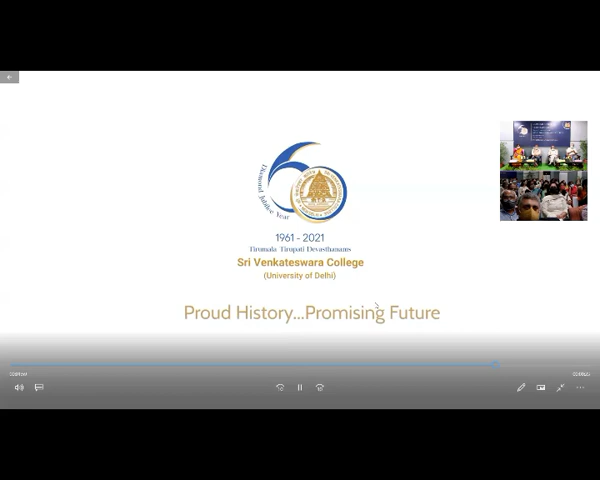 Diamond Jubilee Year
1961 - 2021
Tirumala Tirupati Devasthanams
Sri Venkateswara College
(University of Delhi)
Proud History...Promising Future